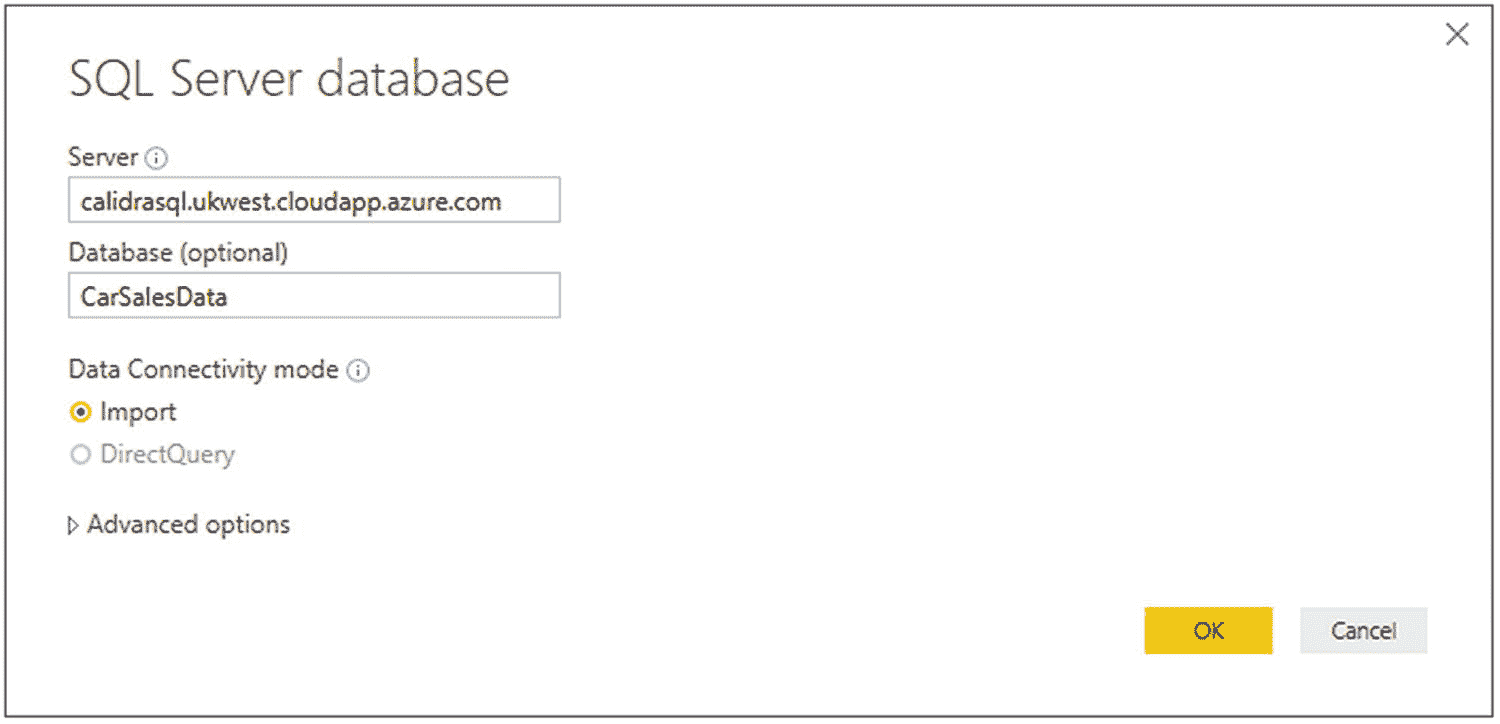 SQL Server database
Server
calidrasql.ukwest.cloudapp.azure.com
Database (optional)
CarSalesData
Data Connectivity mode
Import
DirectQuery
Advanced options
OK
Cancel